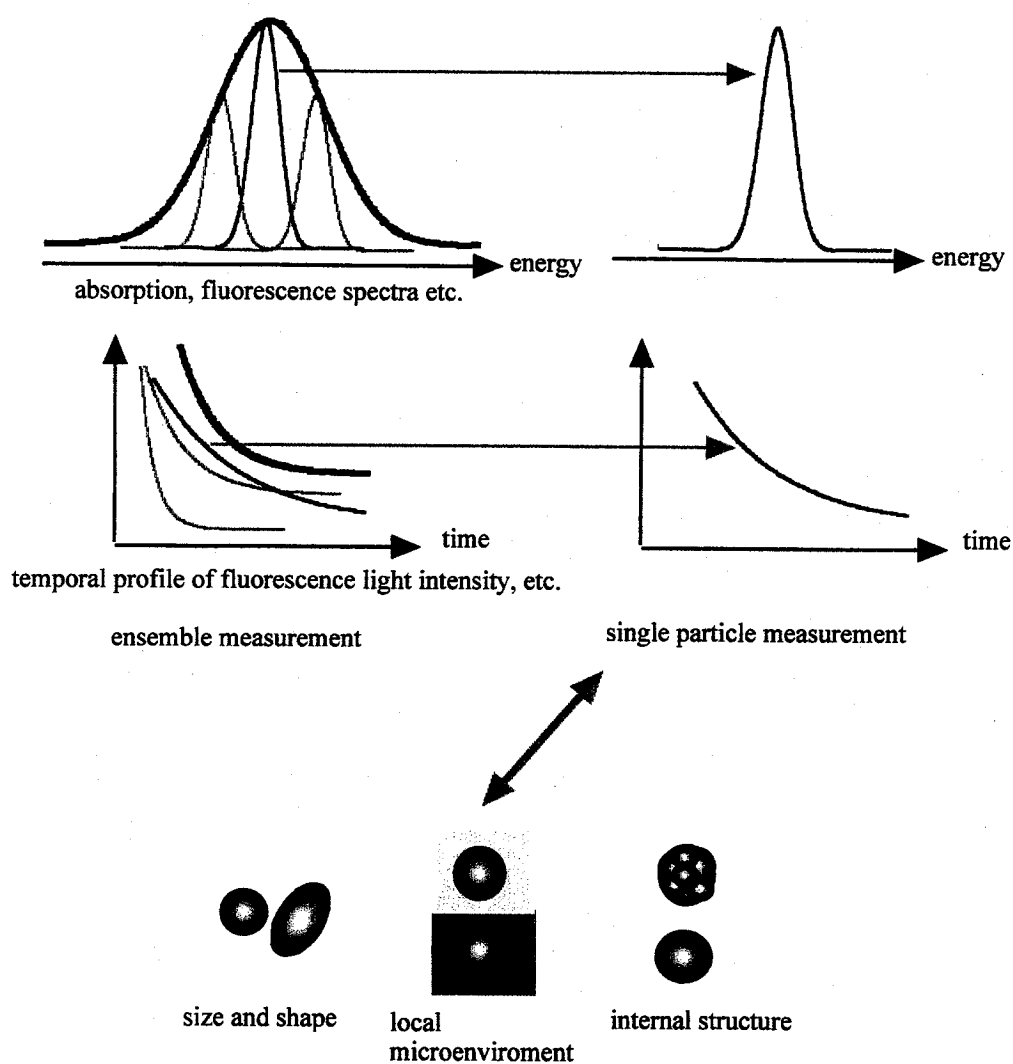 energy
energy
absorption, fluorescence spectra etc.
time
time
temporal profile of fluorescence light intensity, etc.
ensemble measurement
single particle measurement
size and shape
local
microenviroment
internal structure